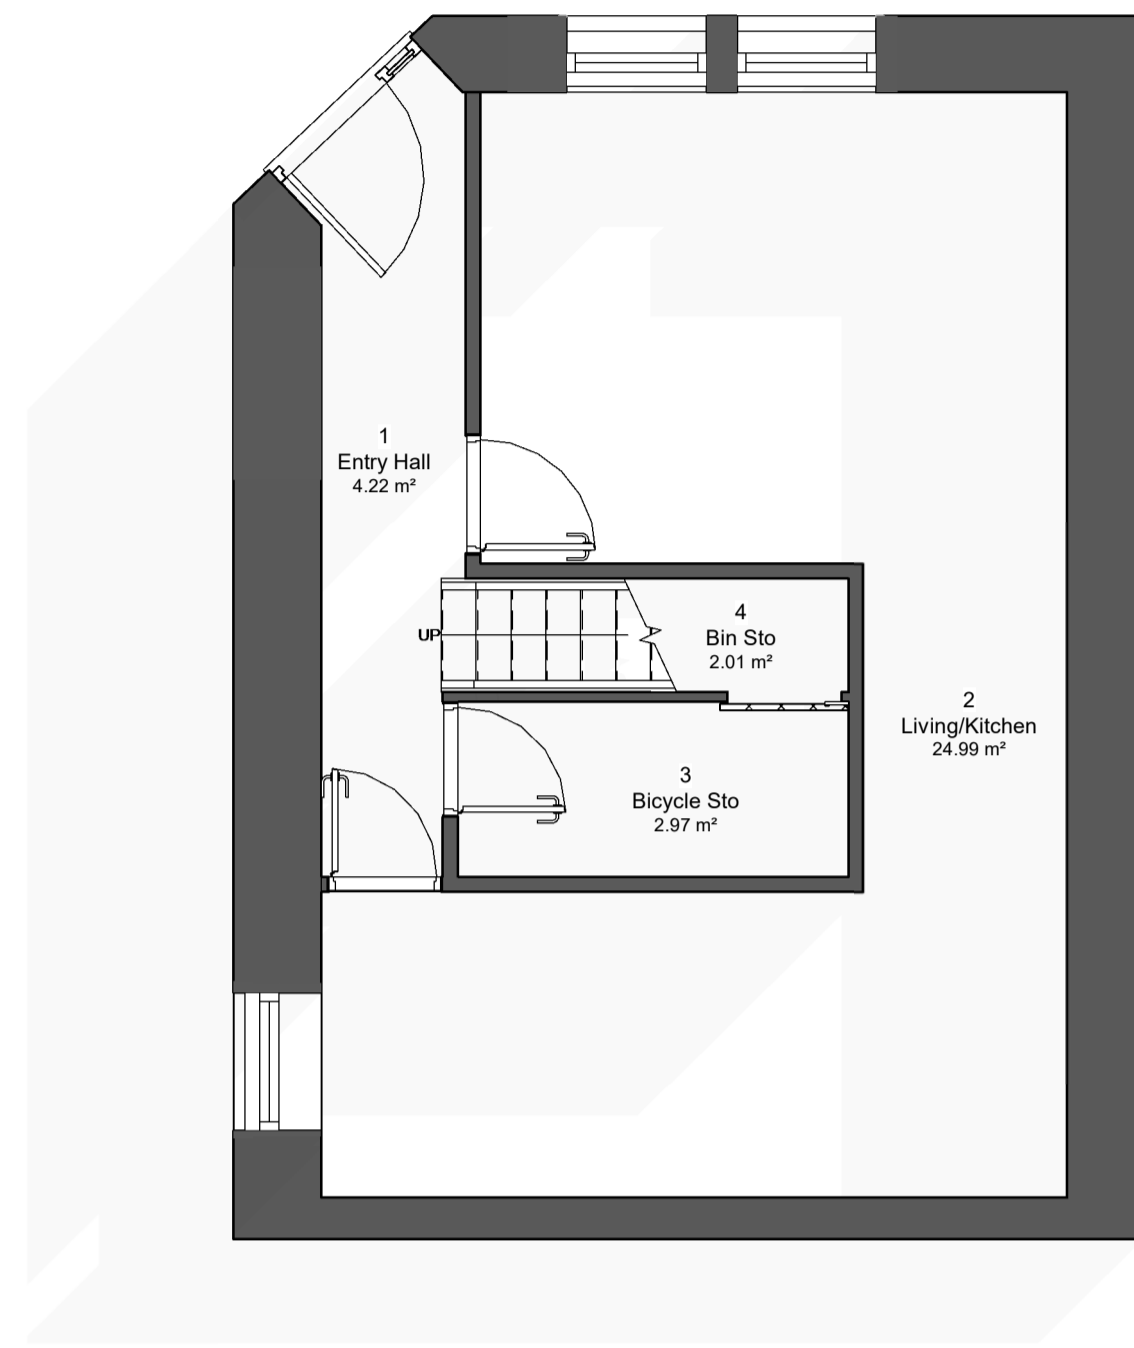 1
Entry Hall
4.22 m²
UP
4
Bin Sto
2.01 m²
2
Living/Kitchen
24.99 m²
3
Bicycle Sto
2.97 m²